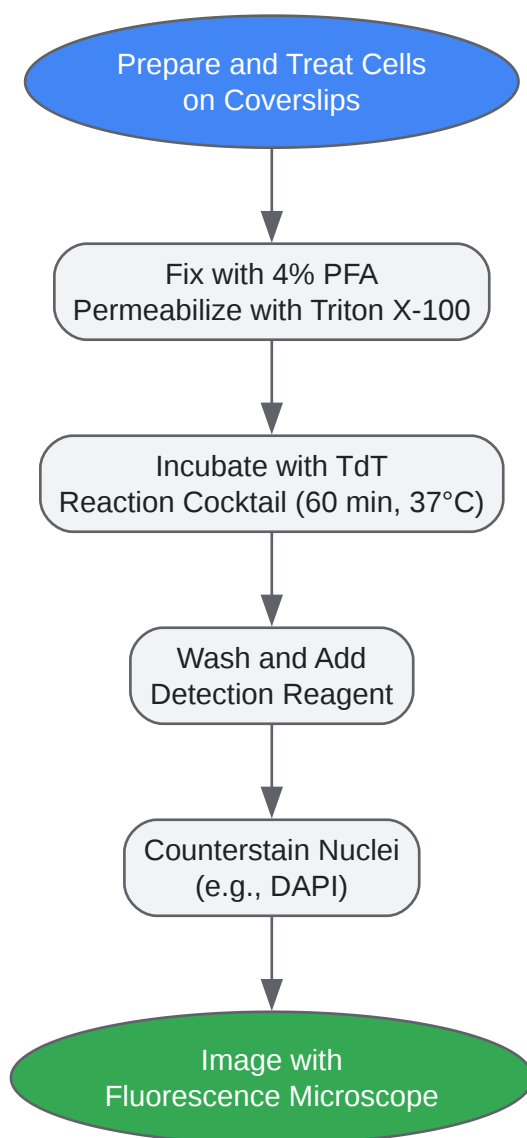 Prepare and Treat Cells
on Coverslips
Fix with 4% PFA
Permeabilize with Triton X-100
Incubate with TdT
Reaction Cocktail (60 min, 37°C)
Wash and Add
Detection Reagent
Counterstain Nuclei
(e.g., DAPI)
Image with
Fluorescence Microscope